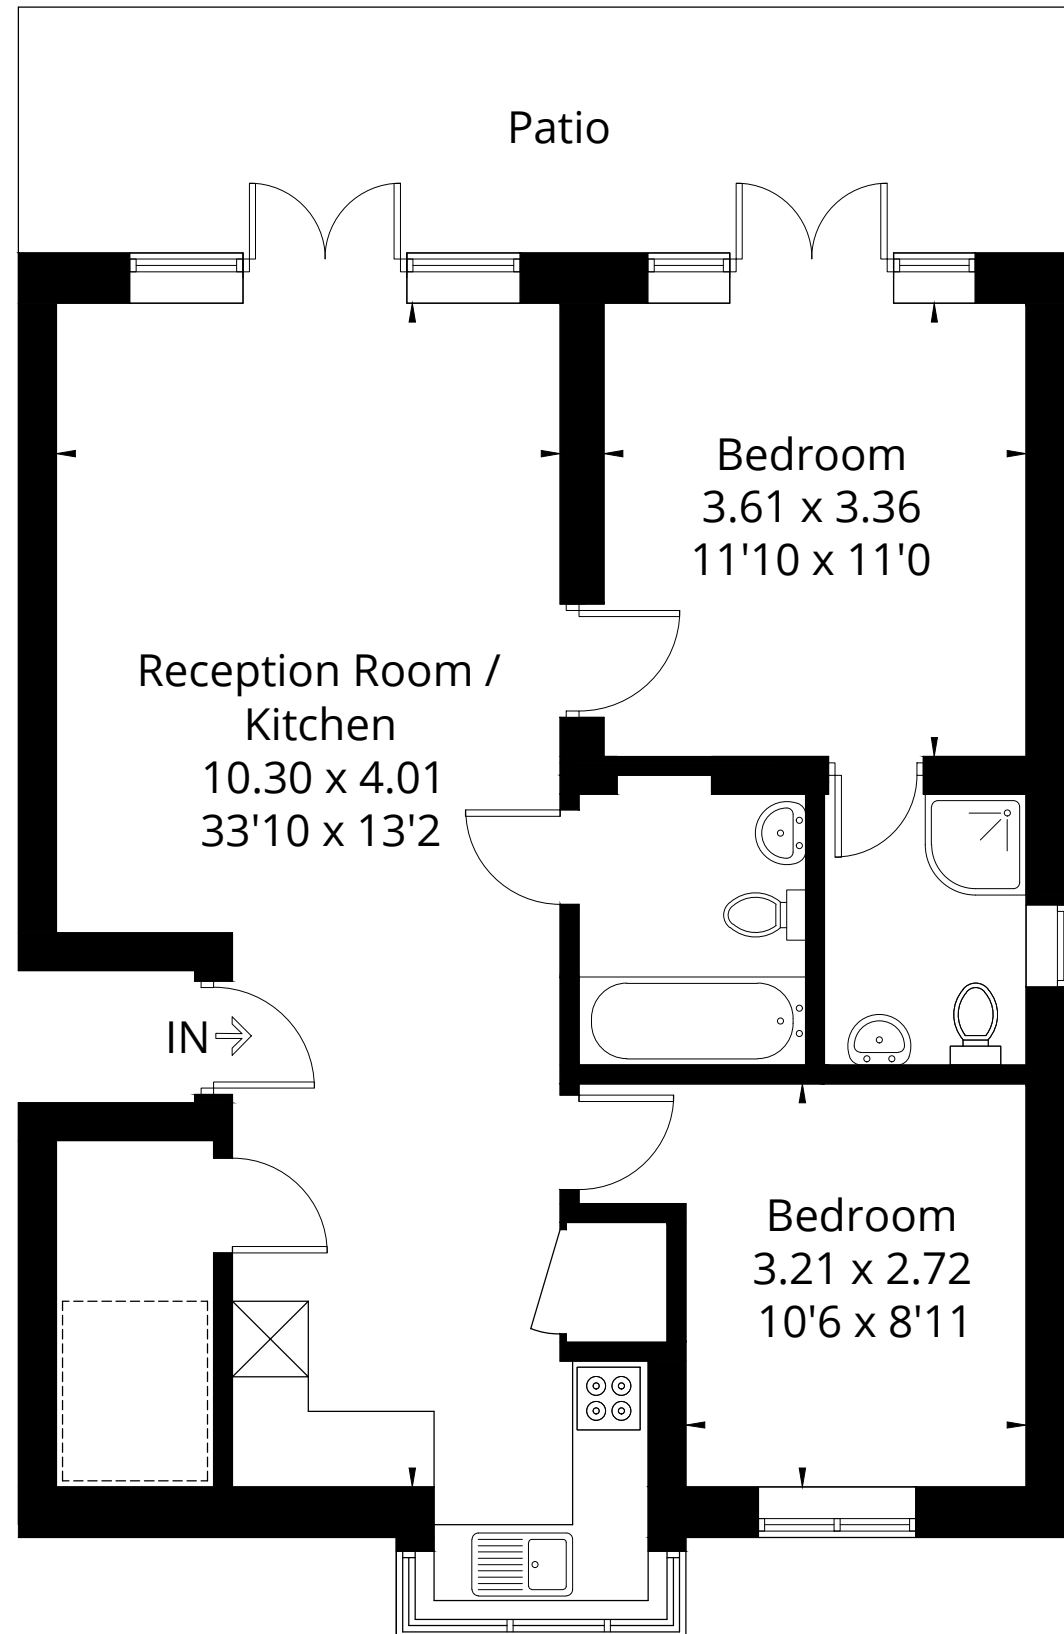 Patio
Bedroom
3.61 x 3.36
11'10 x 11'0
Reception Room /
Kitchen
10.30 x 4.01
33'10 x 13'2
IN
Bedroom
3.21 x 2.72
10'6 x 8'11